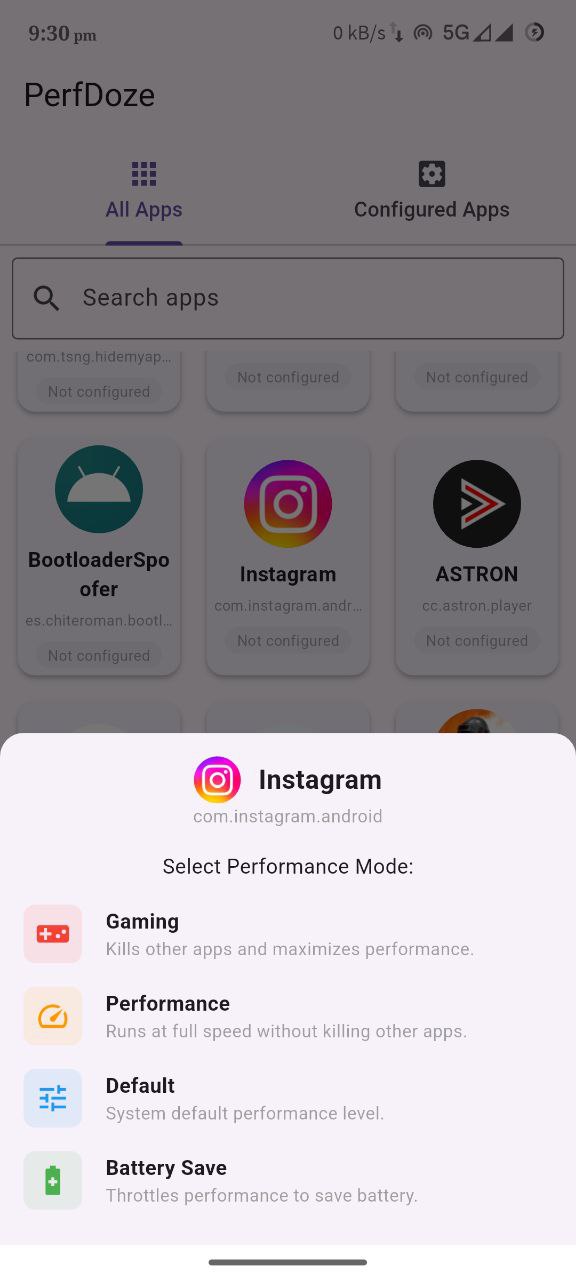 9:30 pm
0 kB/s
5G
PerfDoze
All Apps
Configured Apps
Search apps
com.tsng.hidemyap...
Not configured
Not configured
Not configured
BootloaderSpo
ofer
es.chiteroman.bootl...
Not configured
Instagram
com.instagram.andr...
Not configured
ASTRON
cc.astron.player
Not configured
Instagram
com.instagram.android
Select Performance Mode:
Gaming
Kills other apps and maximizes performance.
Performance
Runs at full speed without killing other apps.
Default
System default performance level.
Battery Save
Throttles performance to save battery.